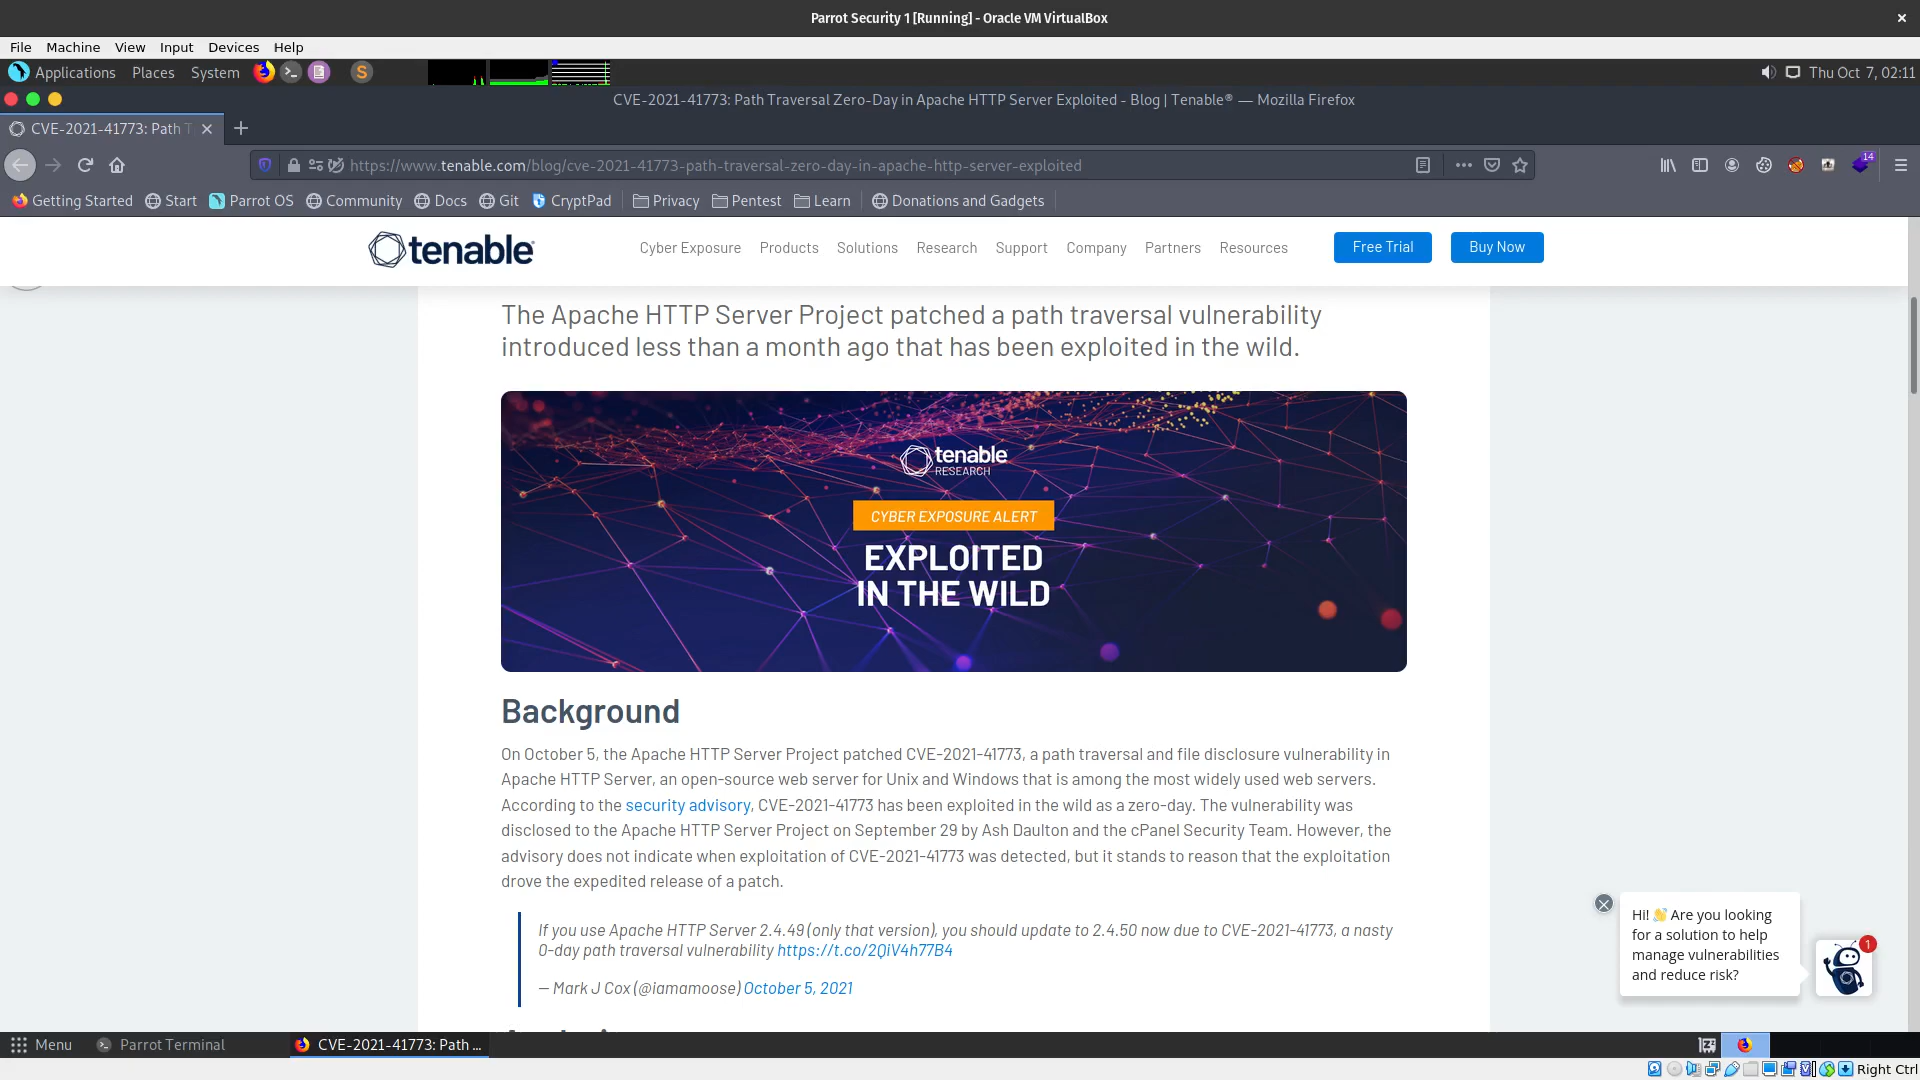 Parrot Security 1 [Running] - Oracle VM VirtualBox
File Machine View Input Devices Help
Applications Places System
Thu Oct 7, 02:11
CVE-2021-41773: Path Traversal Zero-Day in Apache HTTP Server Exploited - Blog | Tenable® — Mozilla Firefox
CVE-2021-41773: Path T
https://www.tenable.com/blog/cve-2021-41773-path-traversal-zero-day-in-apache-http-server-exploited
14
Getting Started Start Parrot OS Community Docs Git CryptPad Privacy Pentest Learn Donations and Gadgets
tenable
Cyber Exposure Products Solutions Research Support Company Partners Resources Free Trial Buy Now
The Apache HTTP Server Project patched a path traversal vulnerability
introduced less than a month ago that has been exploited in the wild.
tenable
RESEARCH
CYBER EXPOSURE ALERT
EXPLOITED
IN THE WILD
Background
On October 5, the Apache HTTP Server Project patched CVE-2021-41773, a path traversal and file disclosure vulnerability in
Apache HTTP Server, an open-source web server for Unix and Windows that is among the most widely used web servers.
According to the security advisory, CVE-2021-41773 has been exploited in the wild as a zero-day. The vulnerability was
disclosed to the Apache HTTP Server Project on September 29 by Ash Daulton and the cPanel Security Team. However, the
advisory does not indicate when exploitation of CVE-2021-41773 was detected, but it stands to reason that the exploitation
drove the expedited release of a patch.
If you use Apache HTTP Server 2.4.49 (only that version), you should update to 2.4.50 now due to CVE-2021-41773, a nasty
0-day path traversal vulnerability https://t.co/2QiV4h77B4
— Mark J Cox (@iamamoose) October 5, 2021
Hi! 👋 Are you looking
for a solution to help
manage vulnerabilities
and reduce risk?
1
Menu Parrot Terminal CVE-2021-41773: Path ...
Right Ctrl